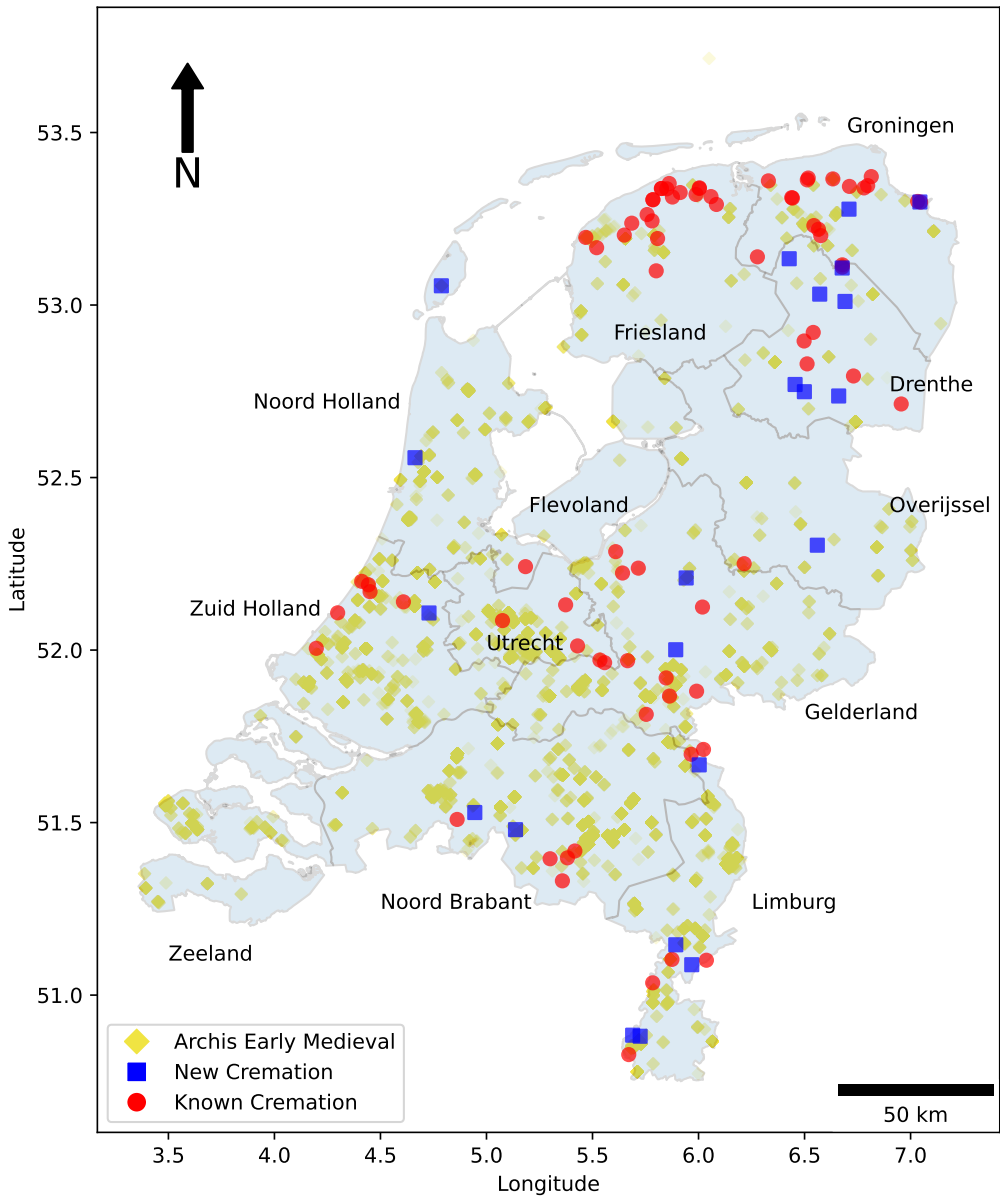 53.5
53.0
52.5
52.0
51.5
51.0
Latitude
N
Groningen
Friesland
Drenthe
Noord Holland
Flevoland
Overijssel
Zuid Holland
Utrecht
Gelderland
Noord Brabant
Limburg
Zeeland
Archis Early Medieval
New Cremation
Known Cremation
50 km
3.5 4.0 4.5 5.0 5.5 6.0 6.5 7.0
Longitude